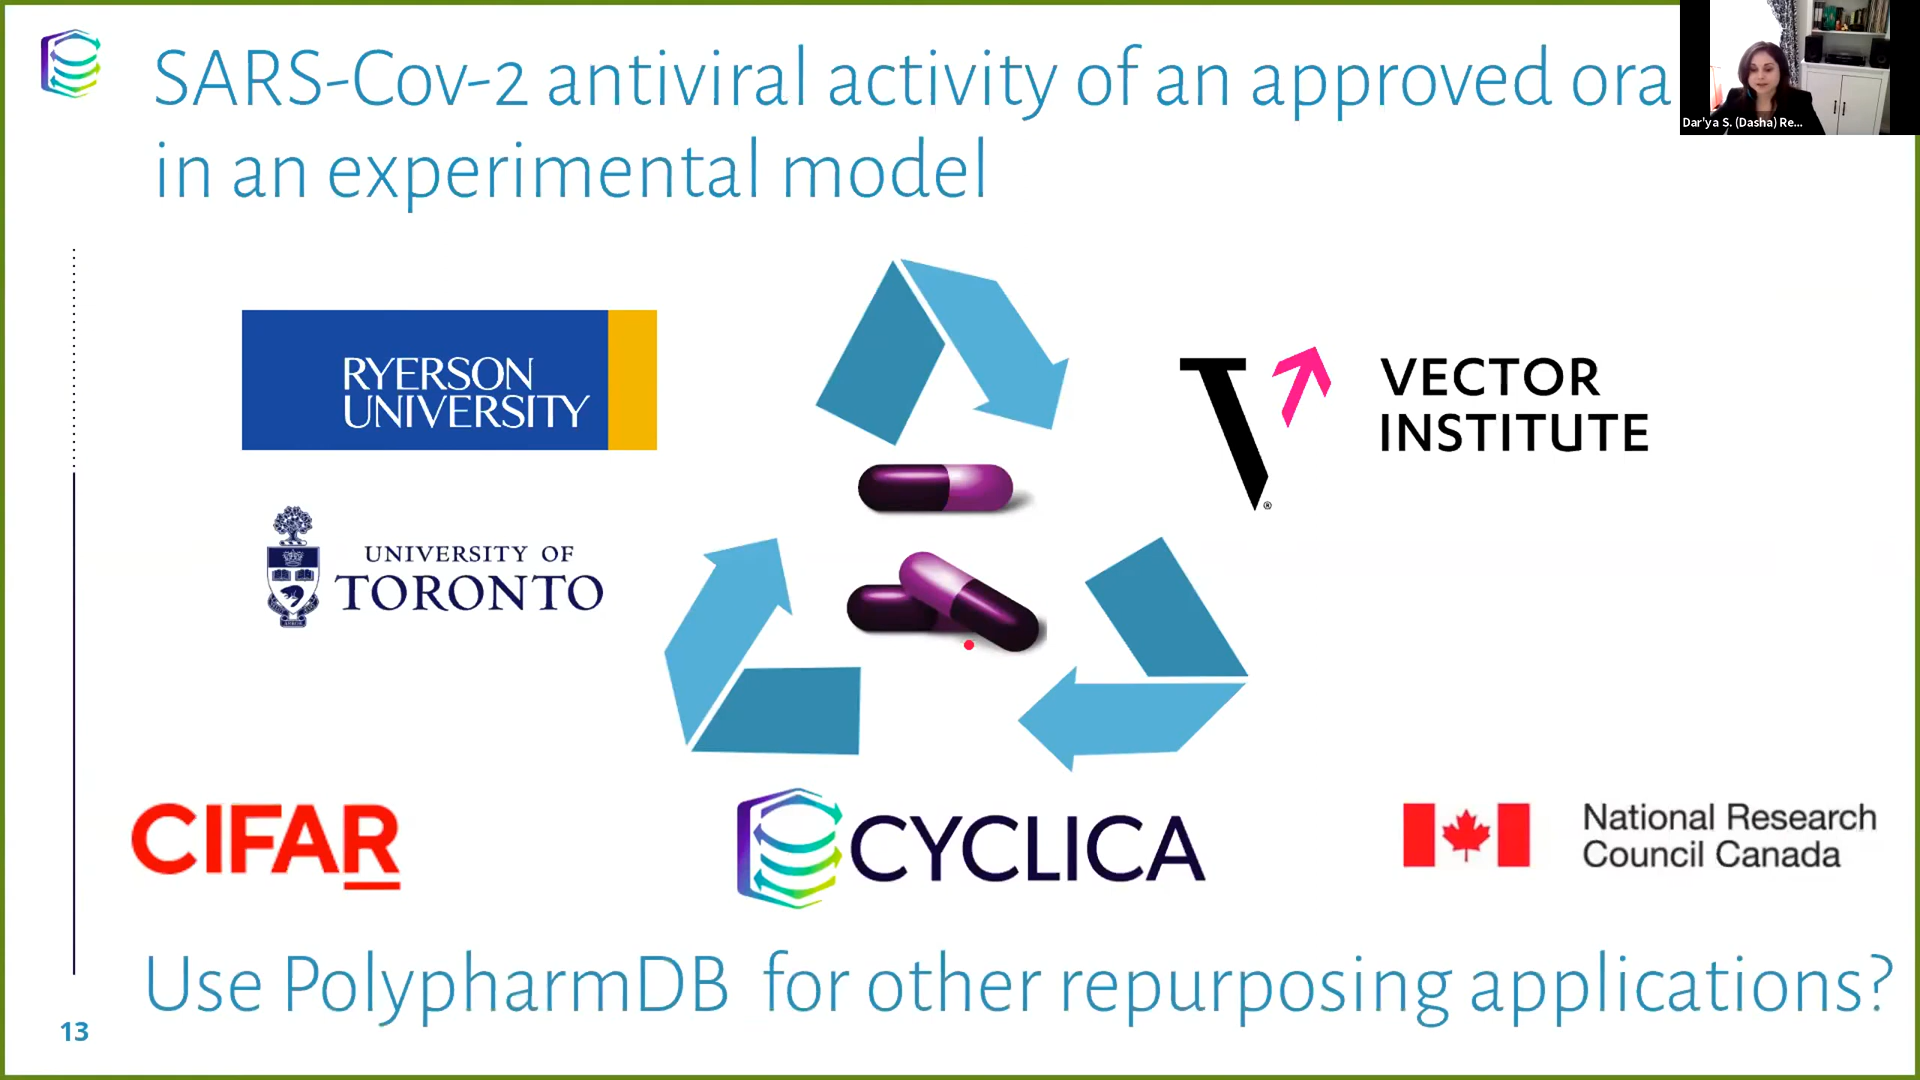 SARS-Cov-2 antiviral activity of an approved ora
in an experimental model
Dar'ya S. (Dasha) Re...
RYERSON
UNIVERSITY
VECTOR
INSTITUTE
®
UNIVERSITY OF
TORONTO
CIFAR
CYCLICA
National Research
Council Canada
Use PolypharmDB for other repurposing applications?
13